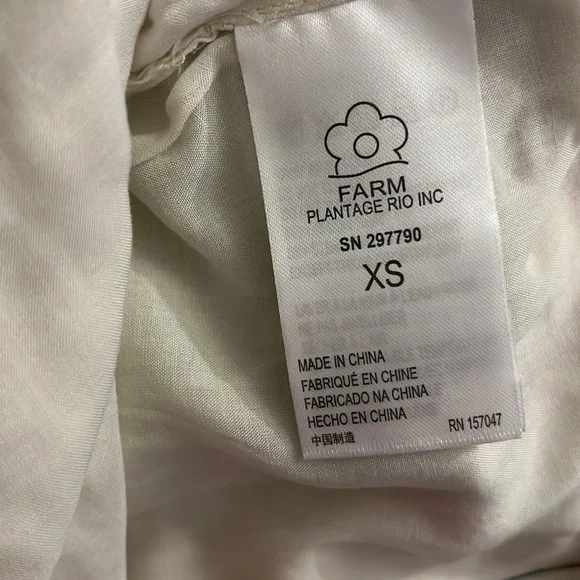 FARM
PLANTAGE RIO INC
SN 297790
XS
MADE IN CHINA
FABRIQUÉ EN CHINE
FABRICADO NA CHINA
HECHO EN CHINA
中国制造
RN 157047